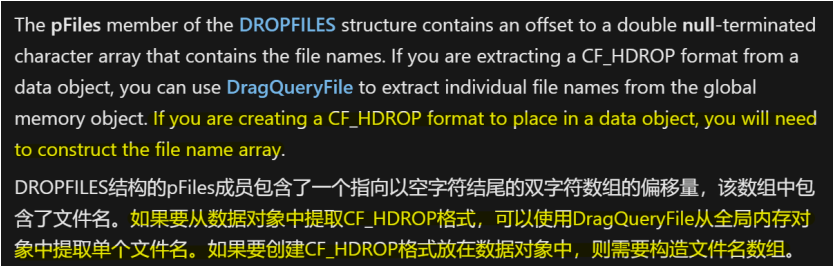 The pFiles member of the DROPFILES structure contains an offset to a double null-terminated
character array that contains the file names. If you are extracting a CF_HDROP format from a
data object, you can use DragQueryFile to extract individual file names from the global
memory object. If you are creating a CF_HDROP format to place in a data object, you will need
to construct the file name array.
DROPFILES结构的pFiles成员包含了一个指向以空字符结尾的双字符数组的偏移量，该数组中包
含了文件名。如果要从数据对象中提取CF_HDROP格式，可以使用DragQueryFile从全局内存对
象中提取单个文件名。如果要创建CF_HDROP格式放在数据对象中，则需要构造文件名数组。